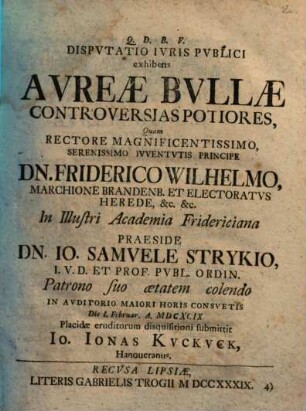 Q. D. B. V.
DISPVTATIO IVRIS PVBLICI
exhibens
AVREÆ BVLLÆ
CONTROVERSIAS POTIORES,
Quam
RECTORE MAGNIFICENTISSIMO,
SERENISSIMO IVVENTVTIS PRINCIPE
DN. FRIDERICO WILHELMO,
MARCHIONE BRANDENB. ET ELECTORATVS
HEREDE, &c. &c.
In Illustri Academia Fridericiana
PRAESIDE
DN. IO. SAMVELE STRYKIO,
I. V. D. ET PROF. PVBL. ORDIN.
Patrono suo ætatem colendo
IN AVDITORIO MAIORI HORIS CONSVETIS
Die I. Februar. A. MDCXCIX
Placidæ eruditorum disquisitioni submittit
IO. IONAS KVCKVCK,
Hanoueranus.
RECVSA LIPSIÆ,
LITERIS GABRIELIS TROGII M DCCXXXIX. 4)